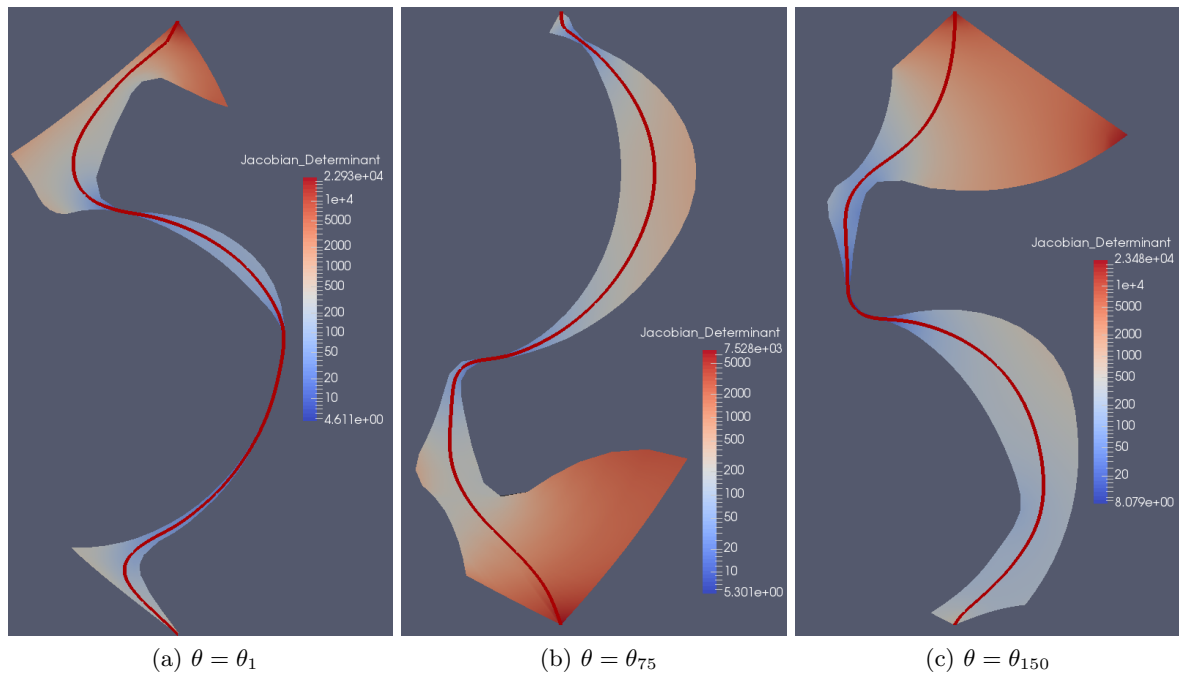 Jacobian_Determinant
2.293e+04
1e+4
5000
2000
1000
500
200
100
50
20
10
4.611e+00
Jacobian_Determinant
7.528e+03
5000
2000
1000
500
200
100
50
20
10
5.301e+00
Jacobian_Determinant
2.348e+04
1e+4
5000
2000
1000
500
200
100
50
20
8.079e+00
(a) θ = θ₁
(b) θ = θ₇₅
(c) θ = θ₁₅₀